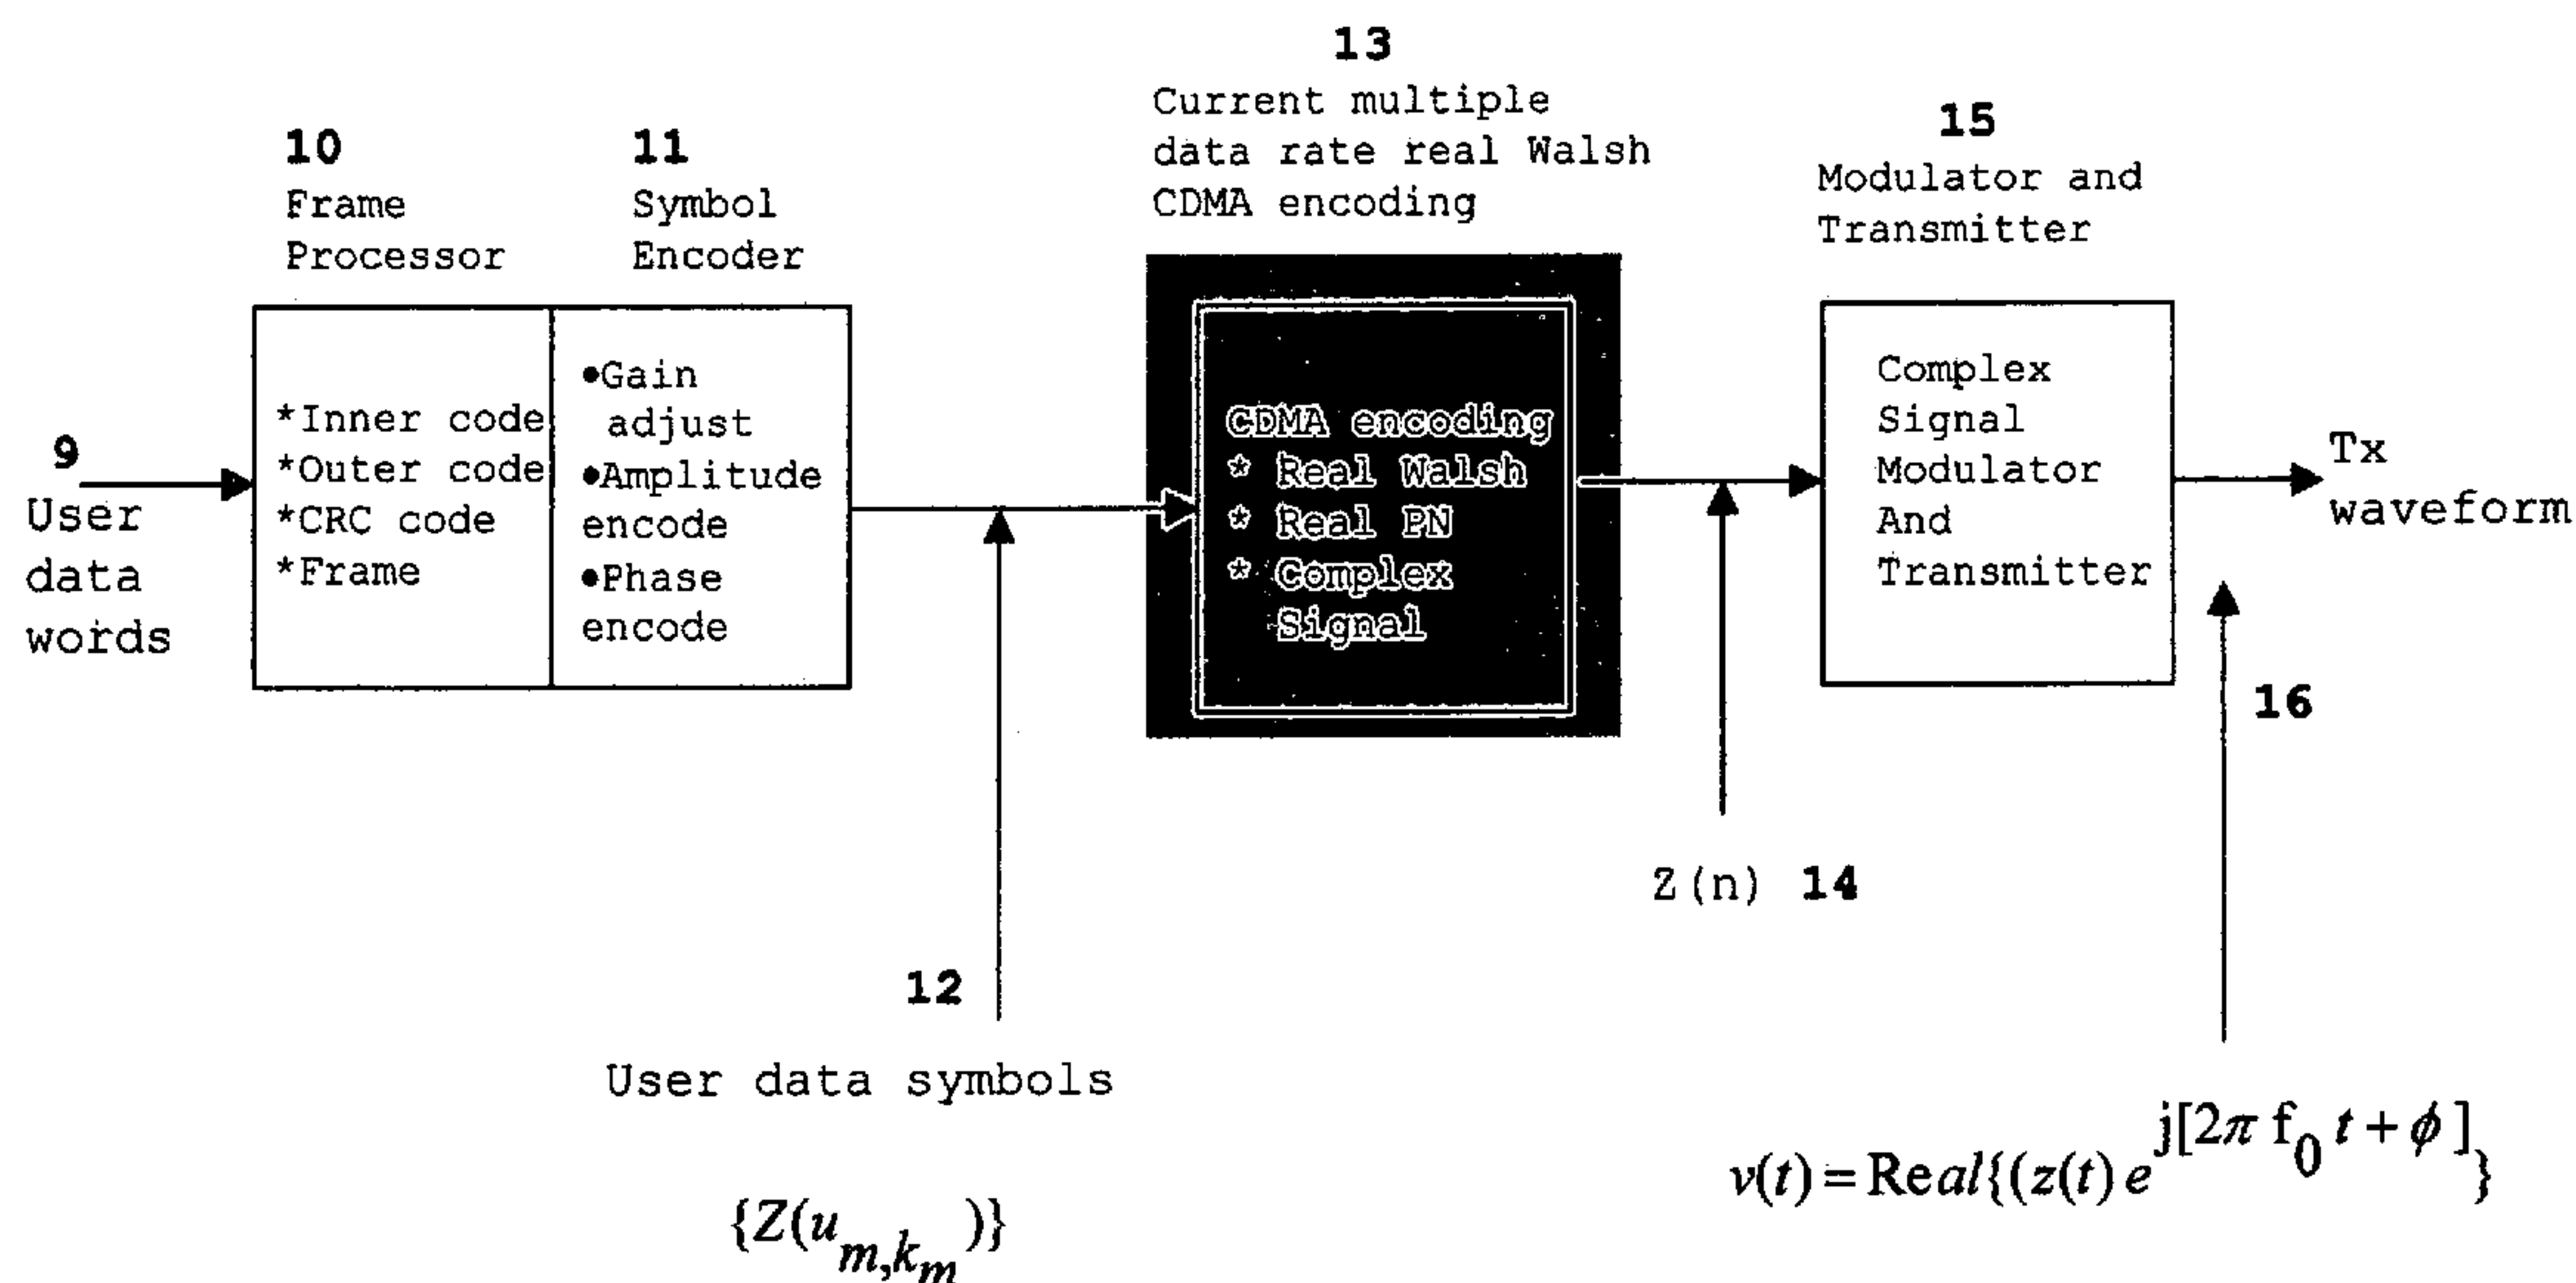 13
Current multiple
data rate real Walsh
CDMA encoding
10
Frame
Processor
11
Symbol
Encoder
15
Modulator and
Transmitter
9
User
data
words
*Inner code
*Outer code
*CRC code
*Frame
•Gain
adjust
•Amplitude
encode
•Phase
encode
CDMA encoding
* Real Walsh
* Real PN
* Complex
Signal
Complex
Signal
Modulator
And
Transmitter
Tx
waveform
16
Z(n) 14
12
User data symbols
{Z(u_{m,k_m})}
v(t) = Real{(z(t) e^{j[2π f_0 t + ϕ]}}